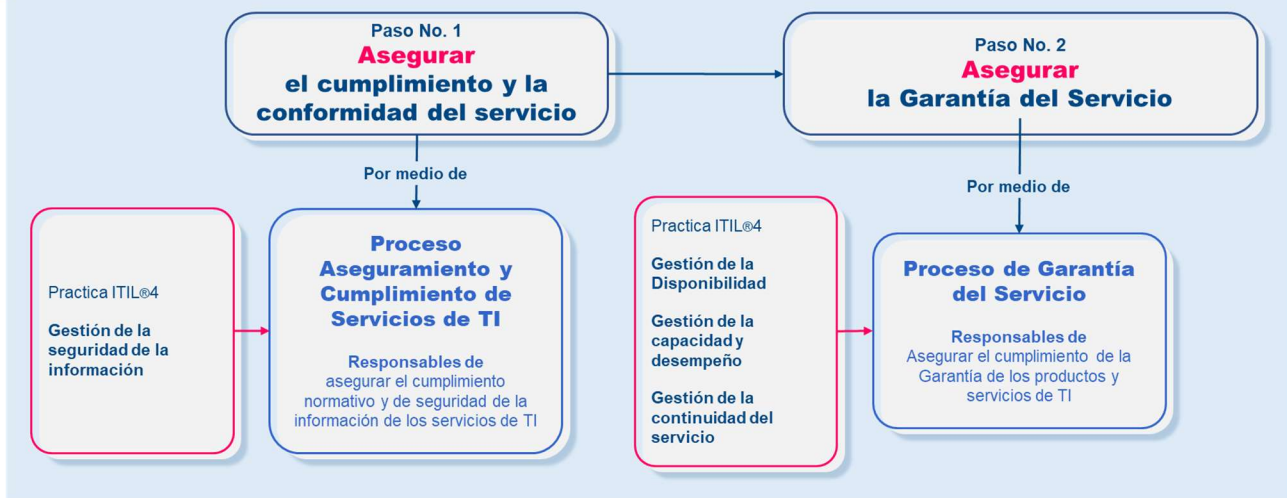 Paso No. 1
Asegurar
el cumplimiento y la
conformidad del servicio
Paso No. 2
Asegurar
la Garantía del Servicio
Por medio de
Por medio de
Practica ITIL®4
Gestión de la
seguridad de la
información
Proceso
Aseguramiento y
Cumplimiento de
Servicios de TI
Responsables de
asegurar el cumplimiento
normativo y de seguridad de la
información de los servicios de TI
Practica ITIL®4
Gestión de la
Disponibilidad
Gestión de la
capacidad y
desempeño
Gestión de la
continuidad del
servicio
Proceso de Garantía
del Servicio
Responsables de
Asegurar el cumplimiento de la
Garantía de los productos y
servicios de TI